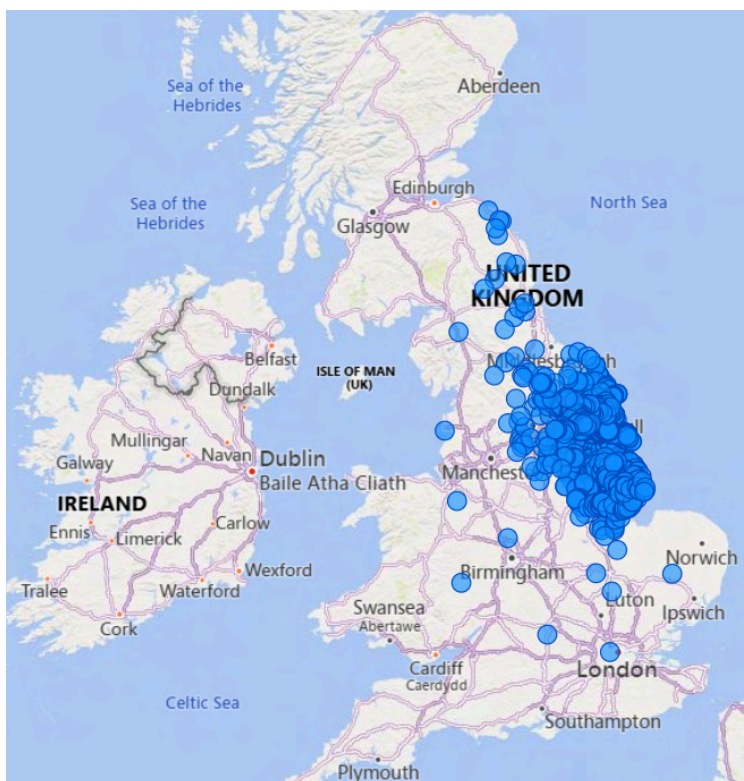 Aberdeen
Sea of the
Hebrides
Edinburgh
Sea of the
Hebrides
North Sea
Glasgow
UNITED
KINGDOM
Belfast
ISLE OF MAN
(UK)
Dundalk
Mullingar
Navan
Dublin
Baile Atha Cliath
Manchest
Galway
IRELAND
Ennis
Carlow
Limerick
Norwich
Wexford
Birmingham
Tralee
Waterford
Swansea
Abertawe
Luton
Ipswich
Cork
Cardiff
Caerdydd
London
Celtic Sea
Southampton
Plymouth